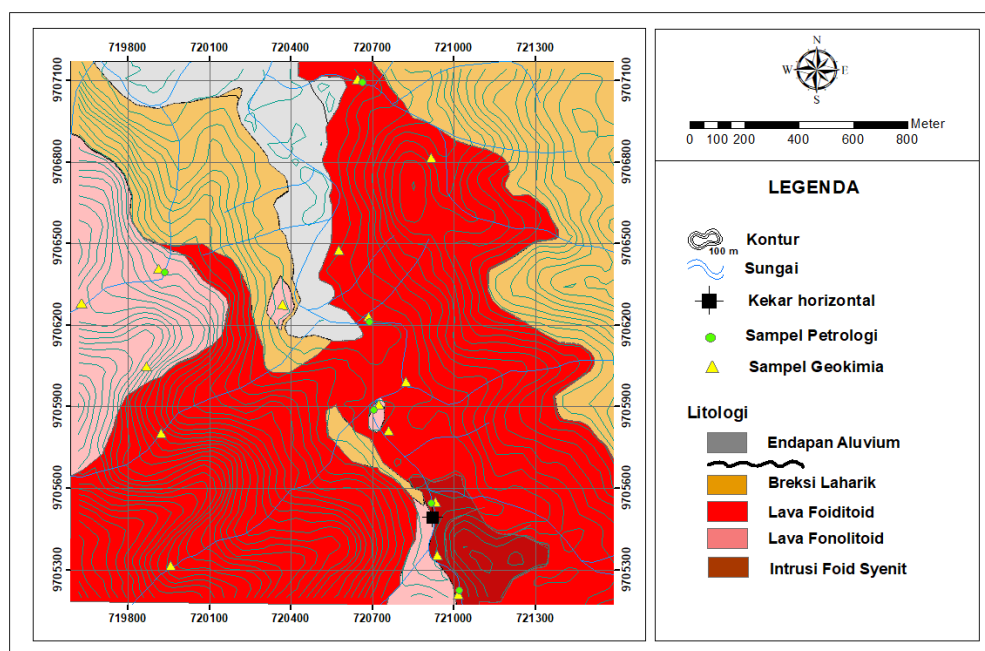 719800 720100 720400 720700 721000 721300
9707100 9707100
9706800 9706800
9706500 9706500
9706200 9706200
9705900 9705900
9705600 9705600
9705300 9705300
719800 720100 720400 720700 721000 721300
N
W E
S
Meter
0 100 200 400 600 800
LEGENDA
Kontur
100 m
Sungai
Kekar horizontal
Sampel Petrologi
Sampel Geokimia
Litologi
Endapan Aluvium
Breksi Laharik
Lava Foiditoid
Lava Fonolitoid
Intrusi Foid Syenit